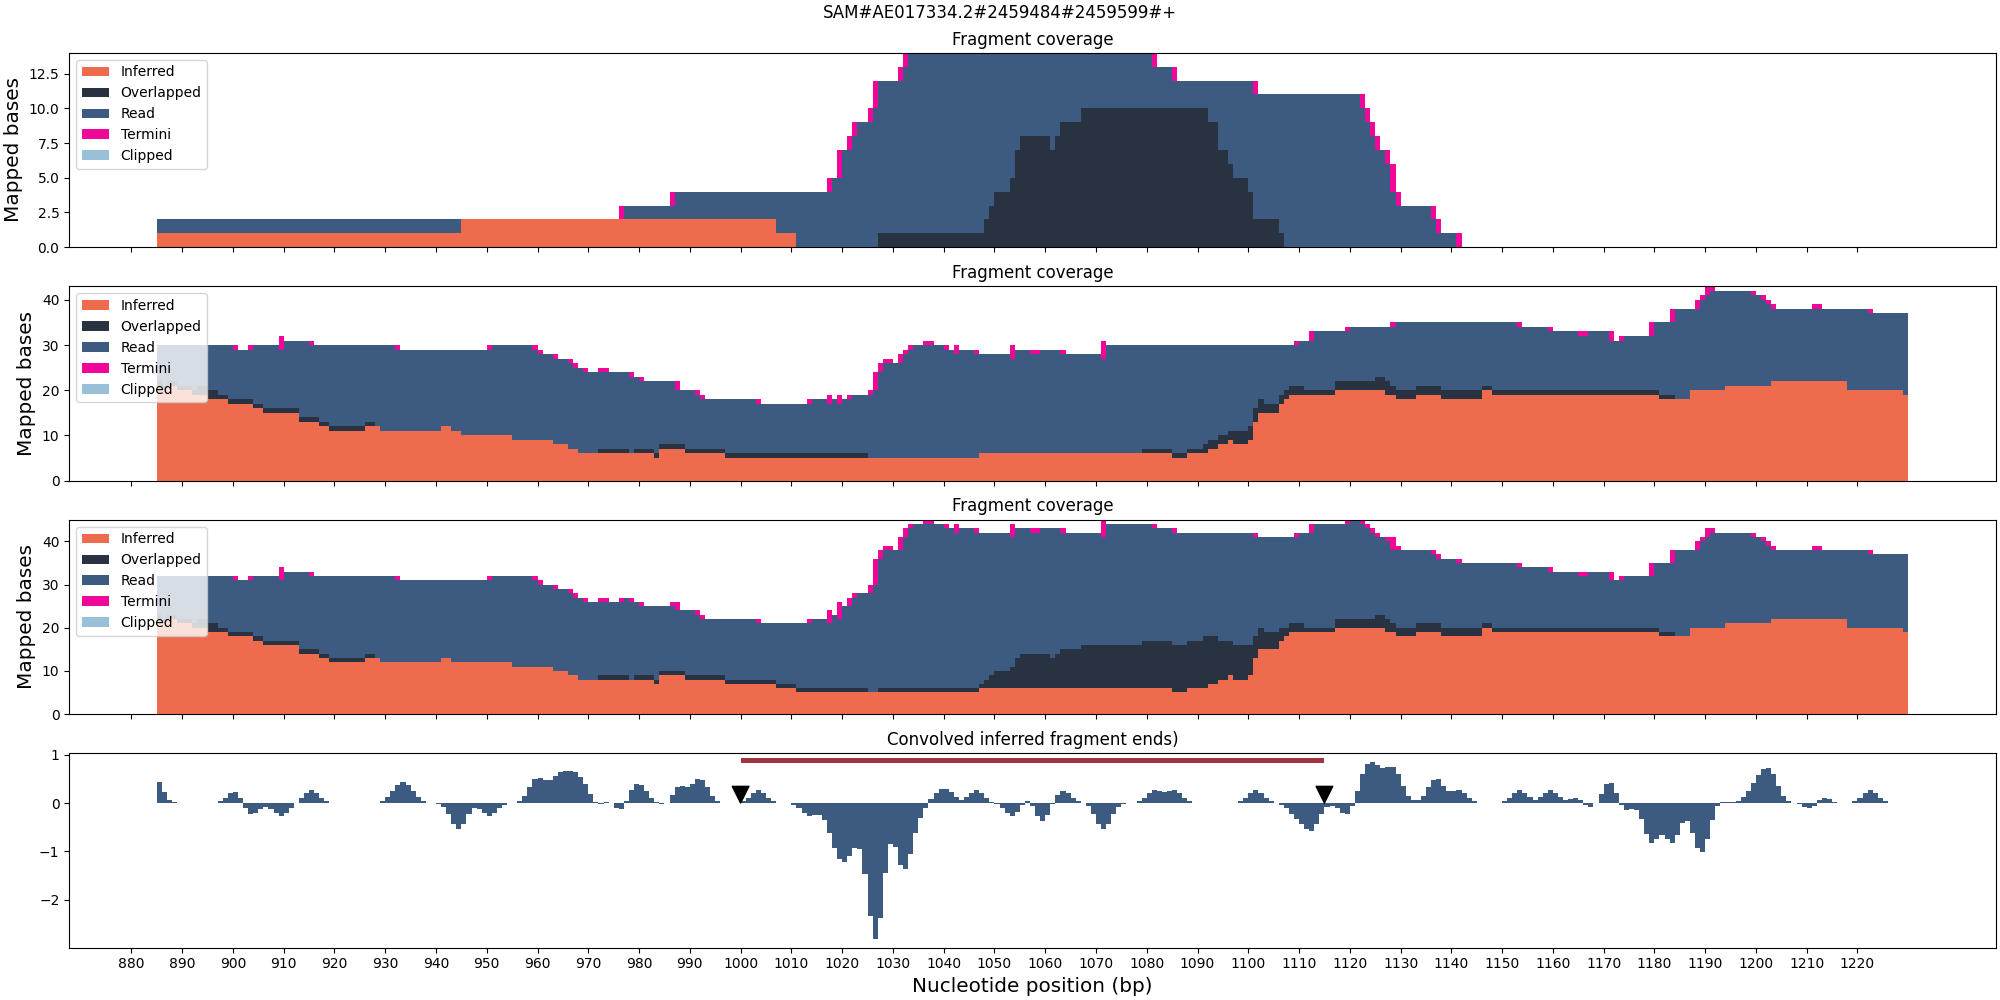 SAM#AE017334.2#2459484#2459599#+
Fragment coverage
Mapped bases
12.5
10.0
7.5
5.0
2.5
0.0
Inferred
Overlapped
Read
Termini
Clipped
Fragment coverage
Mapped bases
40
30
20
10
0
Inferred
Overlapped
Read
Termini
Clipped
Fragment coverage
Mapped bases
40
30
20
10
0
Inferred
Overlapped
Read
Termini
Clipped
Convolved inferred fragment ends)
1
0
−1
−2
880 890 900 910 920 930 940 950 960 970 980 990 1000 1010 1020 1030 1040 1050 1060 1070 1080 1090 1100 1110 1120 1130 1140 1150 1160 1170 1180 1190 1200 1210 1220
Nucleotide position (bp)